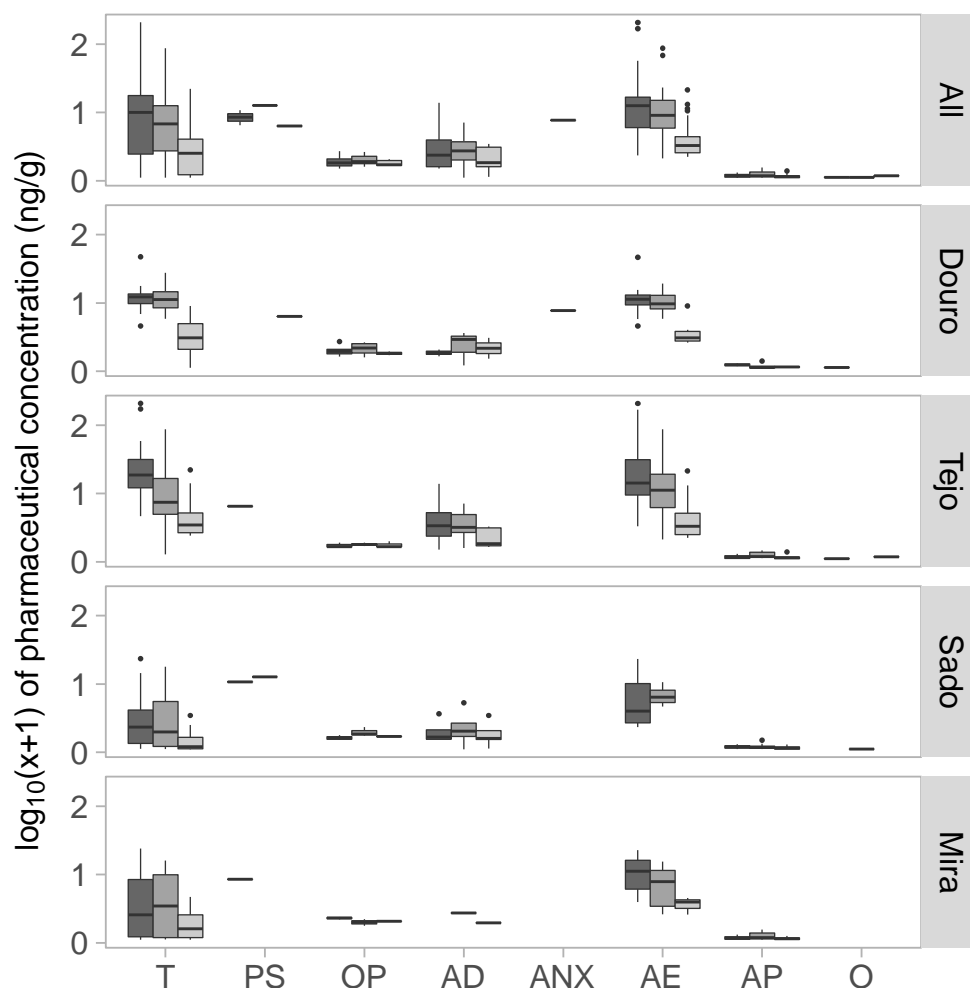 log10(x+1) of pharmaceutical concentration (ng/g)
2
1
0
All
2
1
0
Douro
2
1
0
Tejo
2
1
0
Sado
2
1
0
Mira
T PS OP AD ANX AE AP O